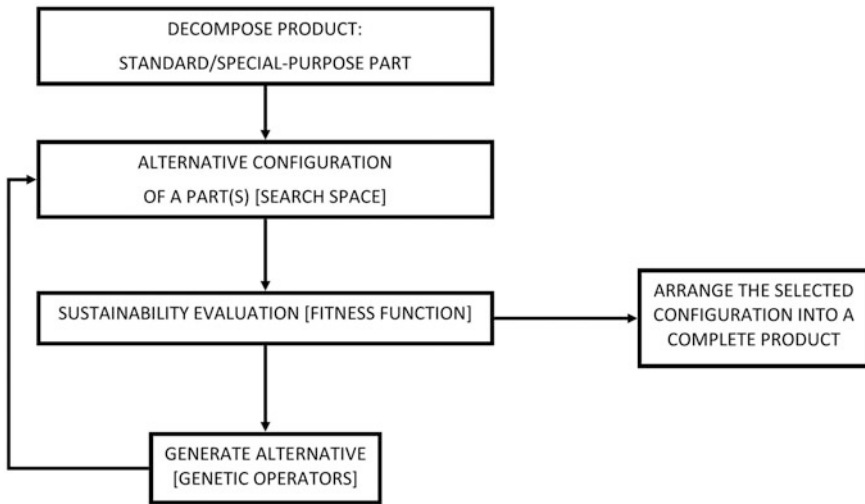 DECOMPOSE PRODUCT:
STANDARD/SPECIAL-PURPOSE PART
ALTERNATIVE CONFIGURATION
OF A PART(S) [SEARCH SPACE]
SUSTAINABILITY EVALUATION [FITNESS FUNCTION]
ARRANGE THE SELECTED
CONFIGURATION INTO A
COMPLETE PRODUCT
GENERATE ALTERNATIVE
[GENETIC OPERATORS]